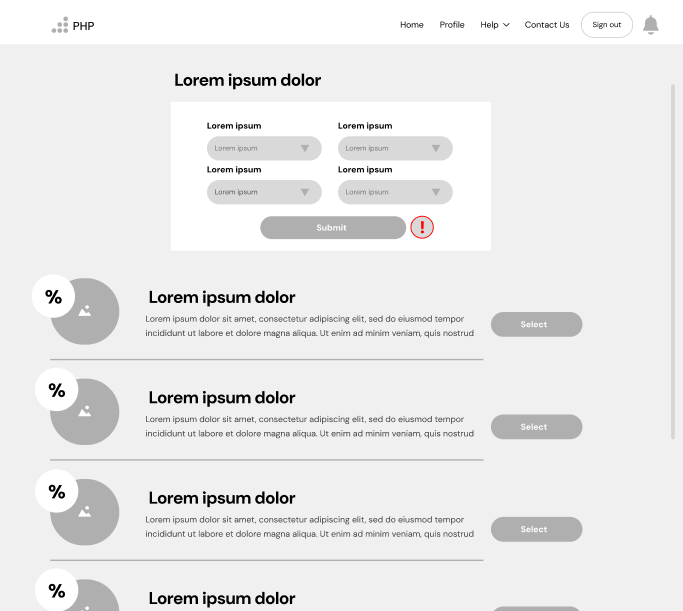 PHP
Home Profile Help Contact Us Sign out
Lorem ipsum dolor
Lorem ipsum Lorem ipsum
Lorem ipsum Lorem ipsum
Lorem ipsum Lorem ipsum
Lorem ipsum Lorem ipsum
Submit !
%
Lorem ipsum dolor
Lorem ipsum dolor sit amet, consectetur adipiscing elit, sed do eiusmod tempor
incididunt ut labore et dolore magna aliqua. Ut enim ad minim veniam, quis nostrud
Select
%
Lorem ipsum dolor
Lorem ipsum dolor sit amet, consectetur adipiscing elit, sed do eiusmod tempor
incididunt ut labore et dolore magna aliqua. Ut enim ad minim veniam, quis nostrud
Select
%
Lorem ipsum dolor
Lorem ipsum dolor sit amet, consectetur adipiscing elit, sed do eiusmod tempor
incididunt ut labore et dolore magna aliqua. Ut enim ad minim veniam, quis nostrud
Select
%
Lorem ipsum dolor